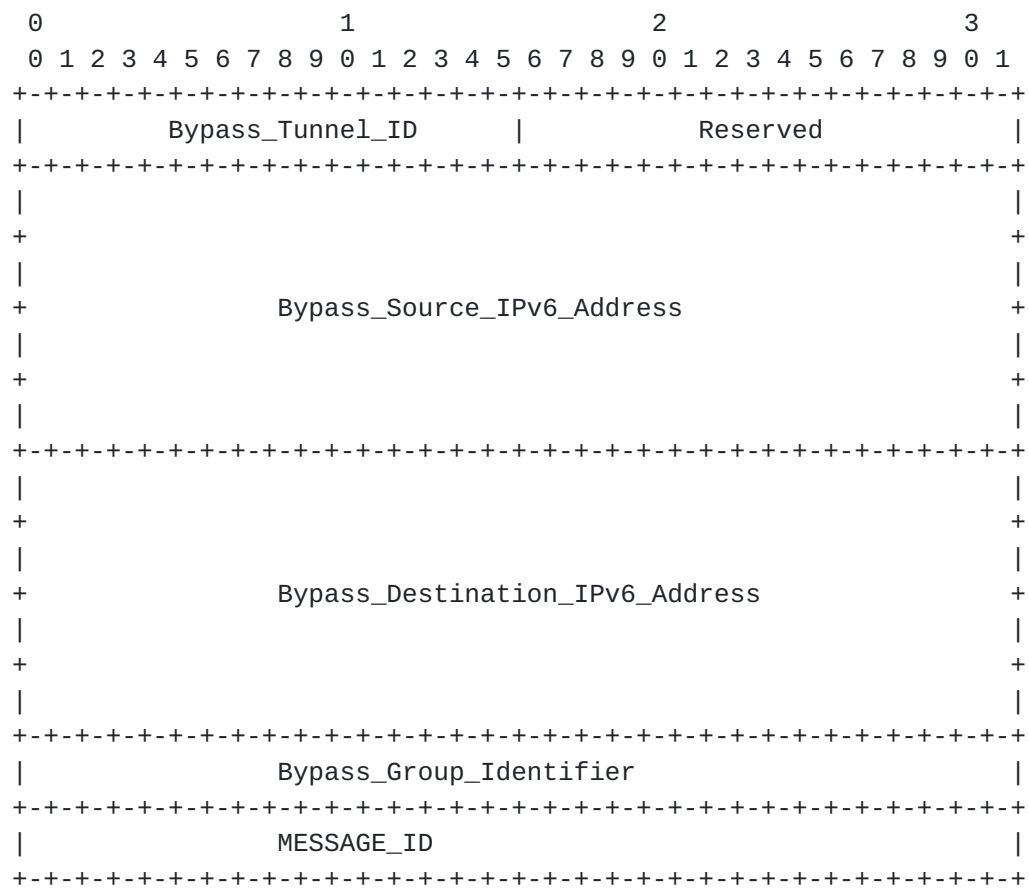 0                   1                   2                   3
 0 1 2 3 4 5 6 7 8 9 0 1 2 3 4 5 6 7 8 9 0 1 2 3 4 5 6 7 8 9 0 1
+-+-+-+-+-+-+-+-+-+-+-+-+-+-+-+-+-+-+-+-+-+-+-+-+-+-+-+-+-+-+-+-+
|         Bypass_Tunnel_ID      |           Reserved            |
+-+-+-+-+-+-+-+-+-+-+-+-+-+-+-+-+-+-+-+-+-+-+-+-+-+-+-+-+-+-+-+-+
|                                                               |
+                                                               +
|                                                               |
+                Bypass_Source_IPv6_Address                     +
|                                                               |
+                                                               +
|                                                               |
+-+-+-+-+-+-+-+-+-+-+-+-+-+-+-+-+-+-+-+-+-+-+-+-+-+-+-+-+-+-+-+-+
|                                                               |
+                                                               +
|                                                               |
+                Bypass_Destination_IPv6_Address                +
|                                                               |
+                                                               +
|                                                               |
+-+-+-+-+-+-+-+-+-+-+-+-+-+-+-+-+-+-+-+-+-+-+-+-+-+-+-+-+-+-+-+-+
|                Bypass_Group_Identifier                        |
+-+-+-+-+-+-+-+-+-+-+-+-+-+-+-+-+-+-+-+-+-+-+-+-+-+-+-+-+-+-+-+-+
|                MESSAGE_ID                                     |
+-+-+-+-+-+-+-+-+-+-+-+-+-+-+-+-+-+-+-+-+-+-+-+-+-+-+-+-+-+-+-+-+